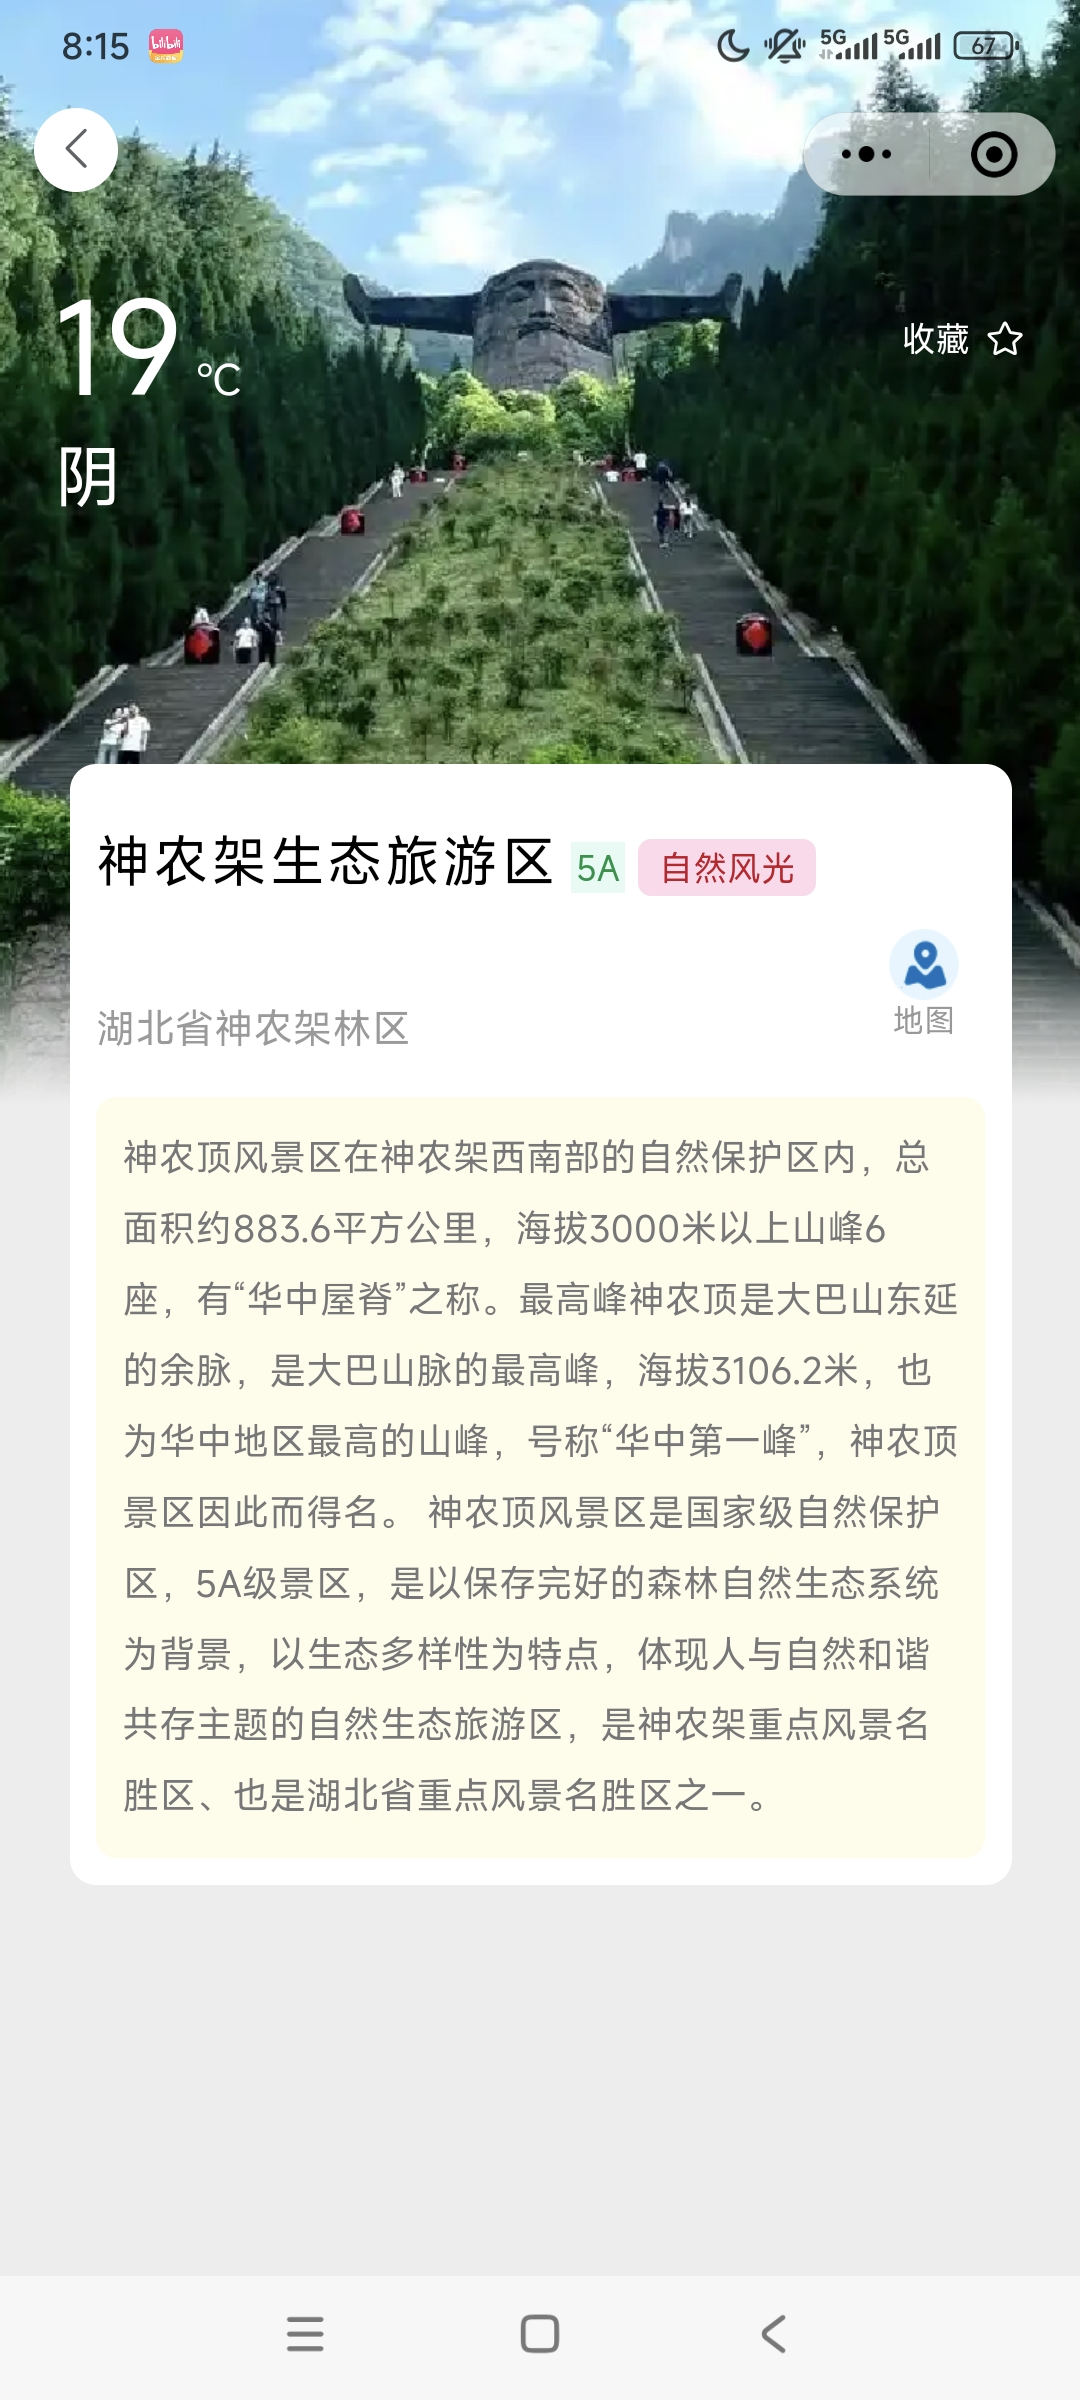 8:15
bilibili
5G 5G 67
19 ℃
收藏
阴
神农架生态旅游区 5A 自然风光
湖北省神农架林区
地图
神农顶风景区在神农架西南部的自然保护区内，总
面积约883.6平方公里，海拔3000米以上山峰6
座，有“华中屋脊”之称。最高峰神农顶是大巴山东延
的余脉，是大巴山脉的最高峰，海拔3106.2米，也
为华中地区最高的山峰，号称“华中第一峰”，神农顶
景区因此而得名。 神农顶风景区是国家级自然保护
区，5A级景区，是以保存完好的森林自然生态系统
为背景，以生态多样性为特点，体现人与自然和谐
共存主题的自然生态旅游区，是神农架重点风景名
胜区、也是湖北省重点风景名胜区之一。